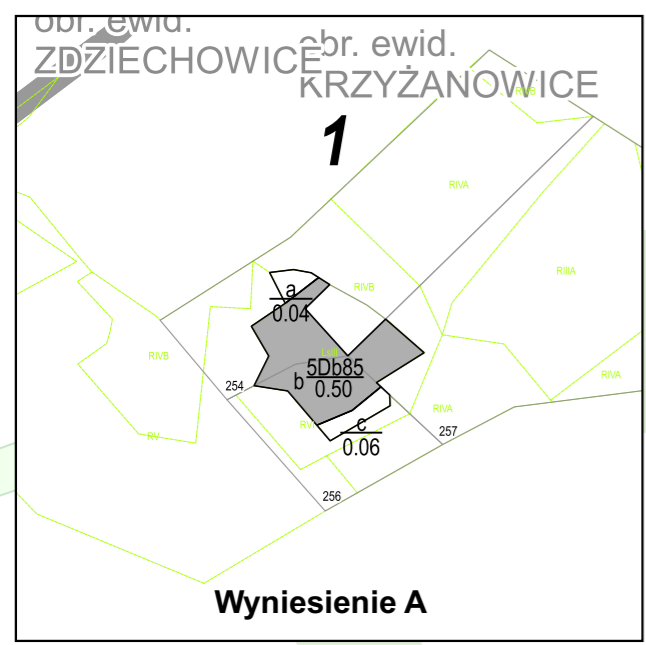 obr. ewid.
ZDZIECHOWICE
obr. ewid.
KRZYŻANOWICE
1
RIVB
RIVA
RIIIA
RIVB
a
0.04
RIVB
5Db85
b 0.50
254
RIVA
RIVA
c
0.06
257
RV
256
Wyniesienie A